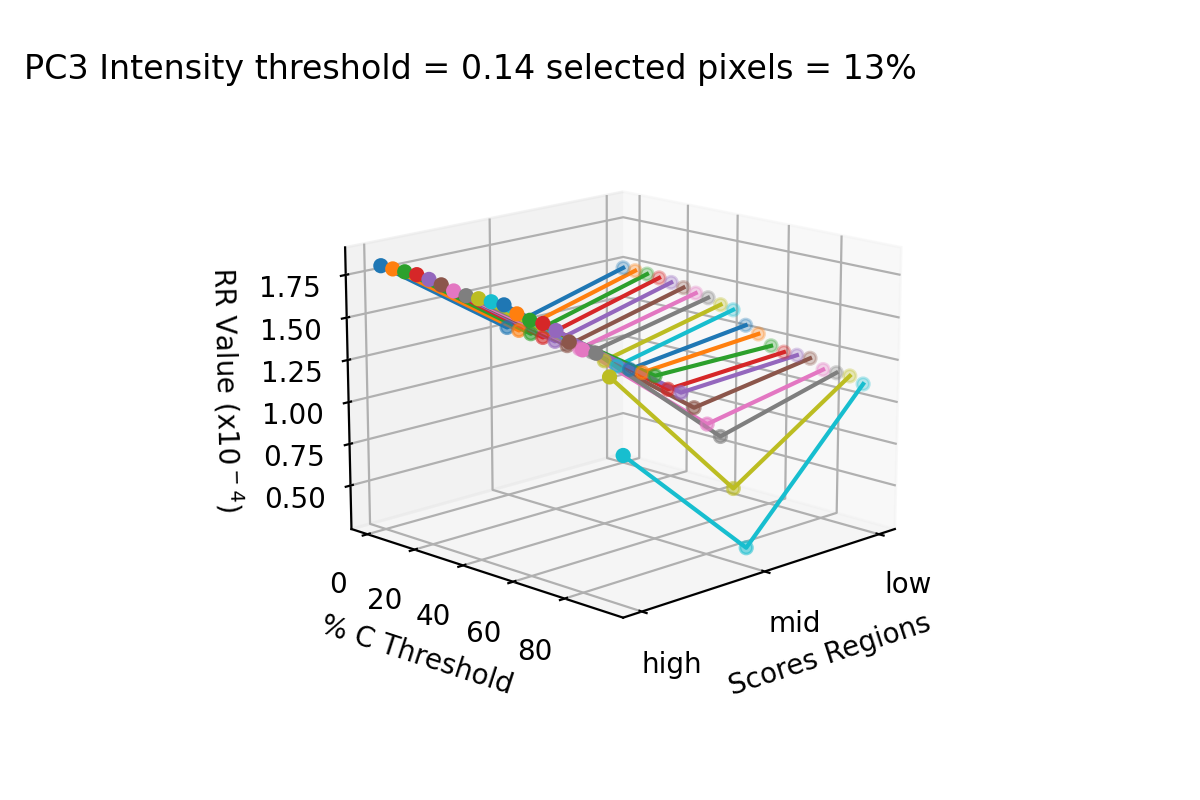 PC3 Intensity threshold = 0.14 selected pixels = 13%
RR Value (x10⁻⁴)
1.75
1.50
1.25
1.00
0.75
0.50
0
20
40
60
80
% C Threshold
high
mid
low
Scores Regions